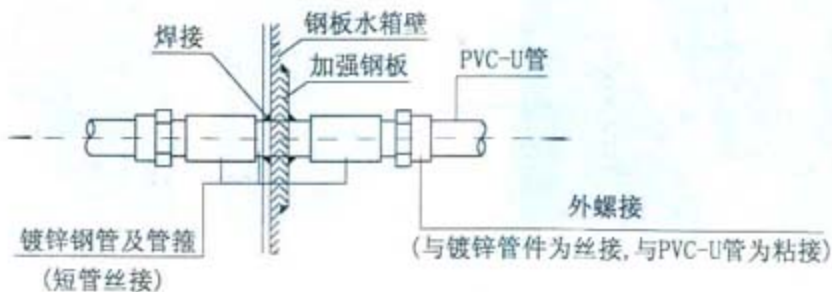 钢板水箱壁
焊接
加强钢板
PVC-U管
外螺接
镀锌钢管及管箍
(与镀锌管件为丝接,与PVC-U管为粘接)
(短管丝接)